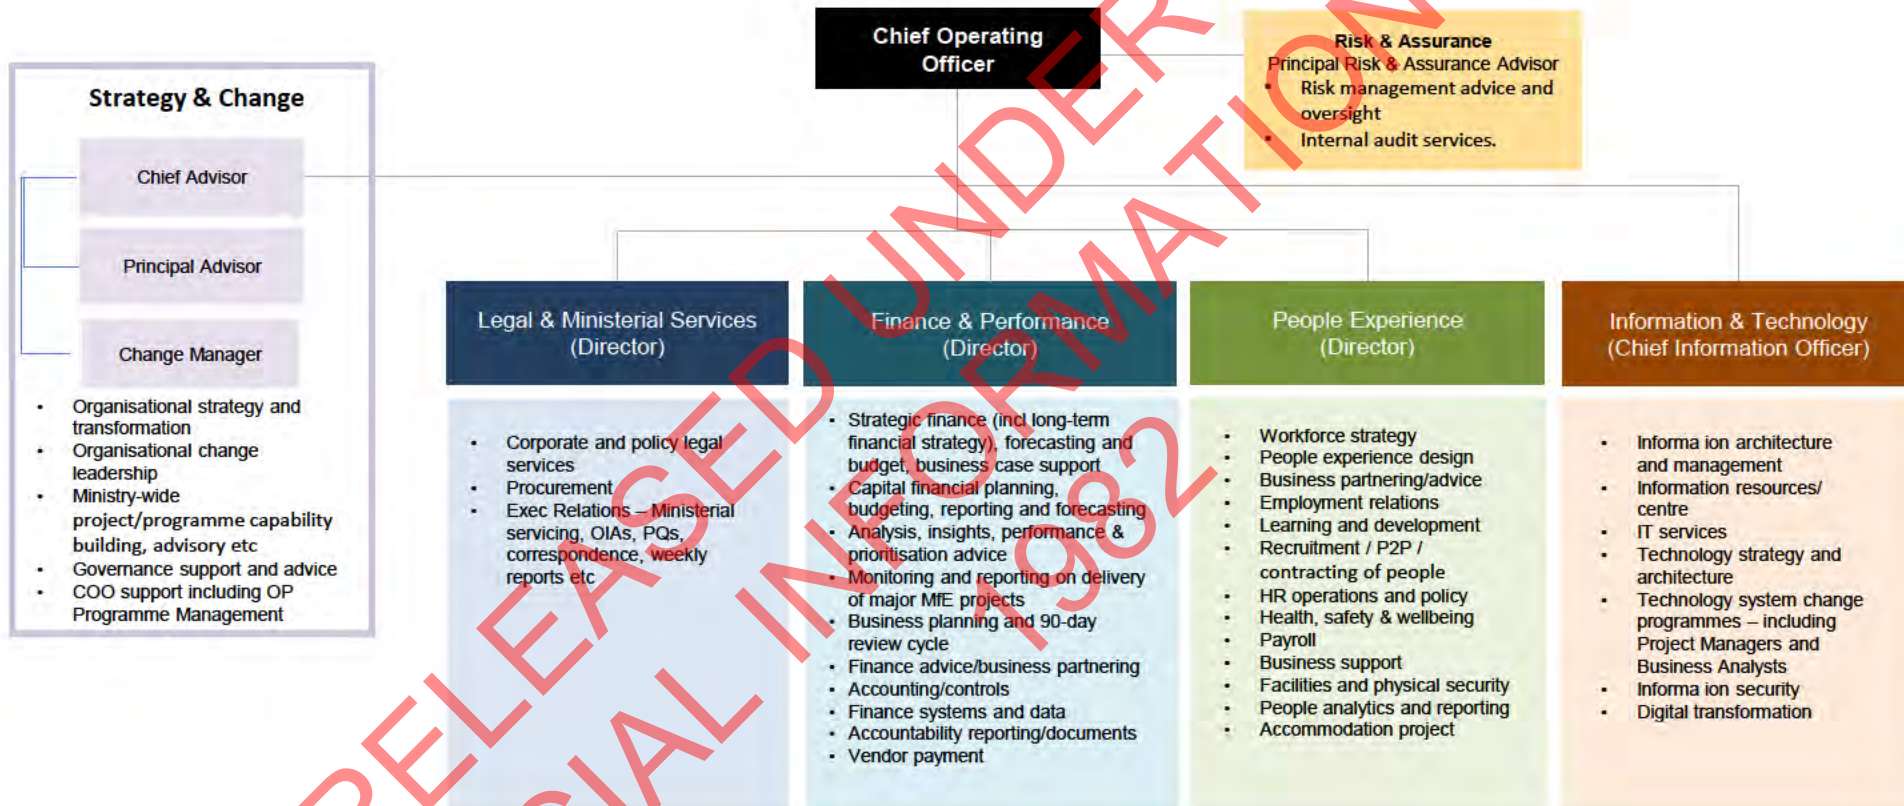 Chief Operating
Officer
Risk & Assurance
Principal Risk & Assurance Advisor
▪ Risk management advice and
oversight
▪ Internal audit services.
Strategy & Change
Chief Advisor
Principal Advisor
Change Manager
• Organisational strategy and
transformation
• Organisational change
leadership
• Ministry-wide
project/programme capability
building, advisory etc
• Governance support and advice
• COO support including OP
Programme Management
Legal & Ministerial Services
(Director)
• Corporate and policy legal
services
• Procurement
• Exec Relations – Ministerial
servicing, OIAs, PQs,
correspondence, weekly
reports etc
Finance & Performance
(Director)
• Strategic finance (incl long-term
financial strategy), forecasting and
budget, business case support
• Capital financial planning,
budgeting, reporting and forecasting
• Analysis, insights, performance &
prioritisation advice
• Monitoring and reporting on delivery
of major MfE projects
• Business planning and 90-day
review cycle
• Finance advice/business partnering
• Accounting/controls
• Finance systems and data
• Accountability reporting/documents
• Vendor payment
People Experience
(Director)
• Workforce strategy
• People experience design
• Business partnering/advice
• Employment relations
• Learning and development
• Recruitment / P2P /
contracting of people
• HR operations and policy
• Health, safety & wellbeing
• Payroll
• Business support
• Facilities and physical security
• People analytics and reporting
• Accommodation project
Information & Technology
(Chief Information Officer)
• Informa ion architecture
and management
• Information resources/
centre
• IT services
• Technology strategy and
architecture
• Technology system change
programmes – including
Project Managers and
Business Analysts
• Informa ion security
• Digital transformation
RELEASED UNDER
CIAL INFORMATION
1982